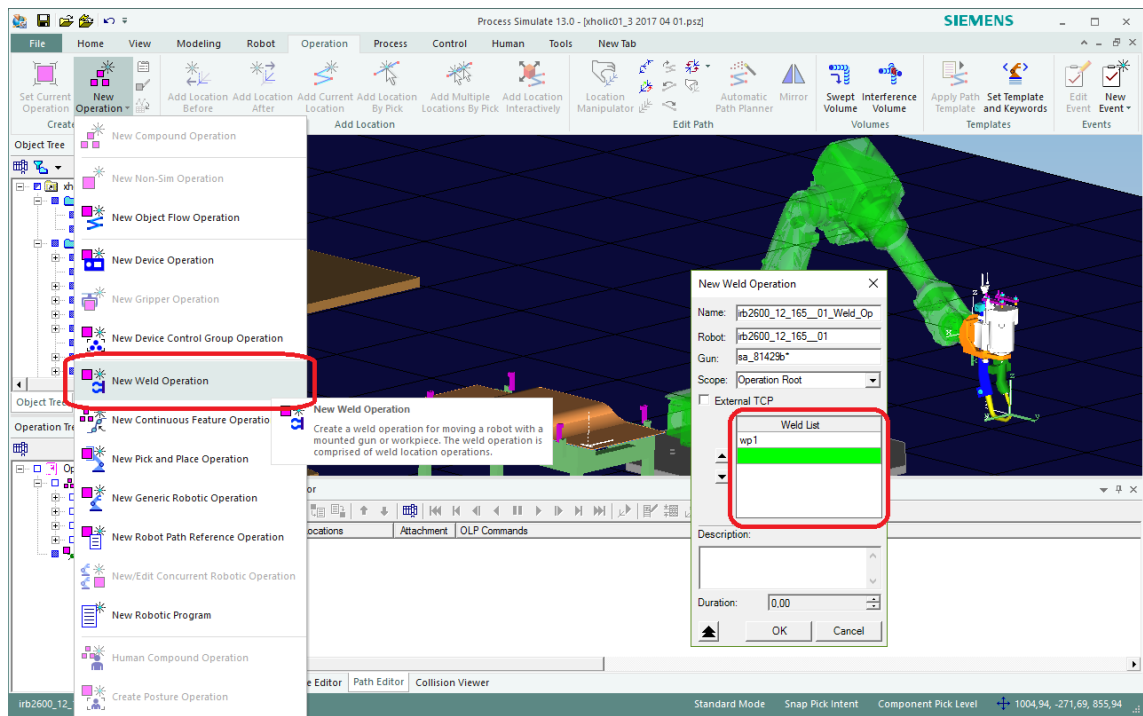 Process Simulate 13.0 - [xholic01_3 2017 04 01.psz]
SIEMENS
File Home View Modeling Robot Operation Process Control Human Tools New Tab
Set Current Operation
New Operation
Add Location Before
Add Location After
Add Current Location
Add Location By Pick
Add Multiple Locations By Pick
Add Location Interactively
Location Manipulator
Automatic Path Planner
Mirror
Swept Volume
Interference Volume
Apply Path Template
Set Template and Keywords
Edit Event
New Event
Add Location
Edit Path
Volumes
Templates
Events
Object Tree
New Compound Operation
New Non-Sim Operation
New Object Flow Operation
New Device Operation
New Gripper Operation
New Device Control Group Operation
New Weld Operation
New Continuous Feature Operatio
New Pick and Place Operation
New Generic Robotic Operation
New Robot Path Reference Operation
New/Edit Concurrent Robotic Operation
New Robotic Program
Human Compound Operation
Create Posture Operation
New Weld Operation
Create a weld operation for moving a robot with a
mounted gun or workpiece. The weld operation is
comprised of weld location operations.
New Weld Operation
Name: irb2600_12_165__01_Weld_Op
Robot: irb2600_12_165__01
Gun: sa_81429b*
Scope: Operation Root
External TCP
Weld List
wp1
Description:
Duration: 0,00
OK Cancel
Attachment OLP Commands
Path Editor Collision Viewer
Standard Mode Snap Pick Intent Component Pick Level 1004,94, -271,69, 855,94